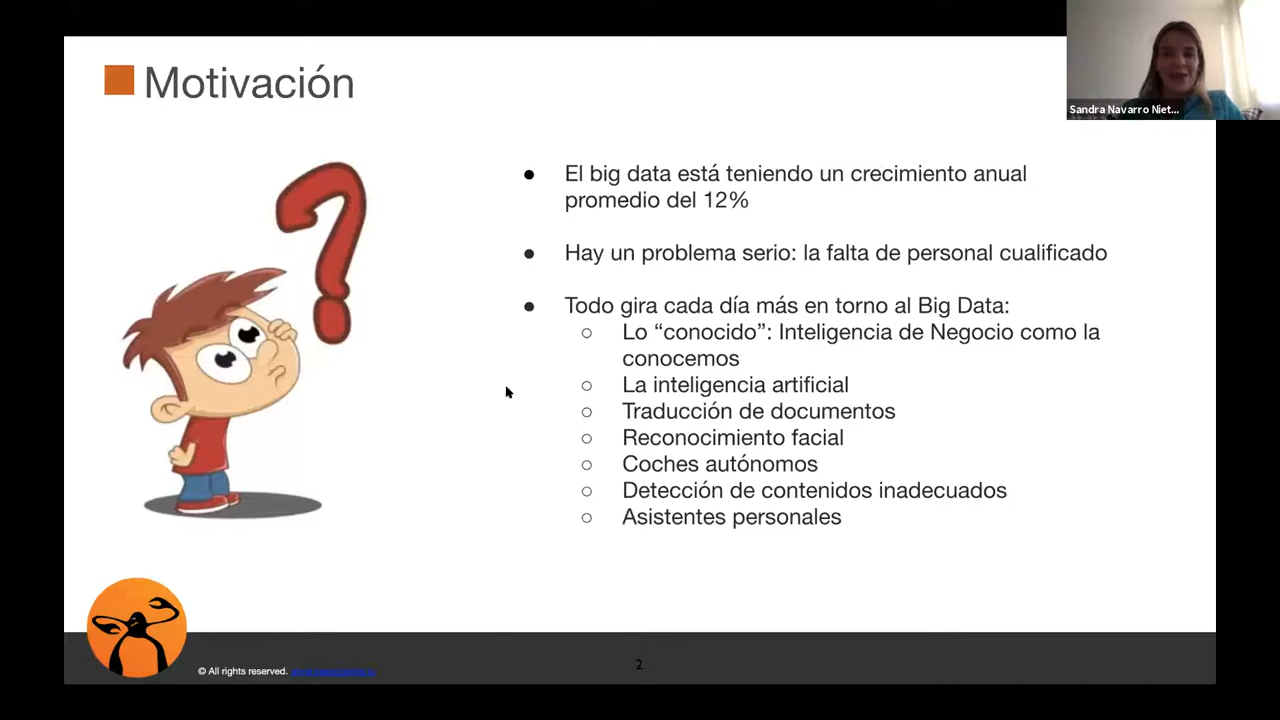 Motivación
Sandra Navarro Niet...
● El big data está teniendo un crecimiento anual
promedio del 12%
● Hay un problema serio: la falta de personal cualificado
● Todo gira cada día más en torno al Big Data:
○ Lo “conocido”: Inteligencia de Negocio como la
conocemos
○ La inteligencia artificial
○ Traducción de documentos
○ Reconocimiento facial
○ Coches autónomos
○ Detección de contenidos inadecuados
○ Asistentes personales
© All rights reserved.
2